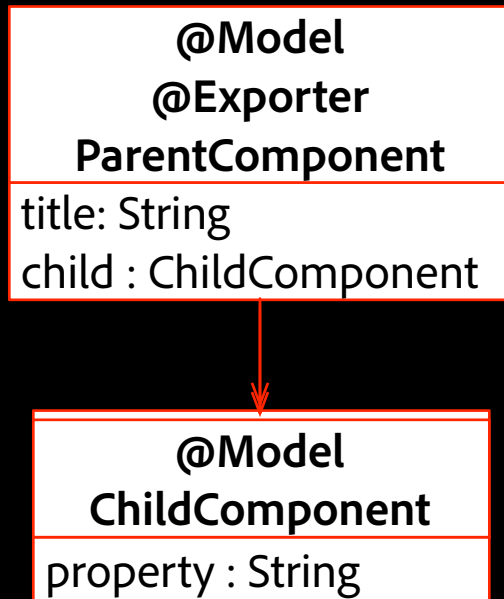 @Model
@Exporter
ParentComponent
title: String
child : ChildComponent
@Model
ChildComponent
property : String